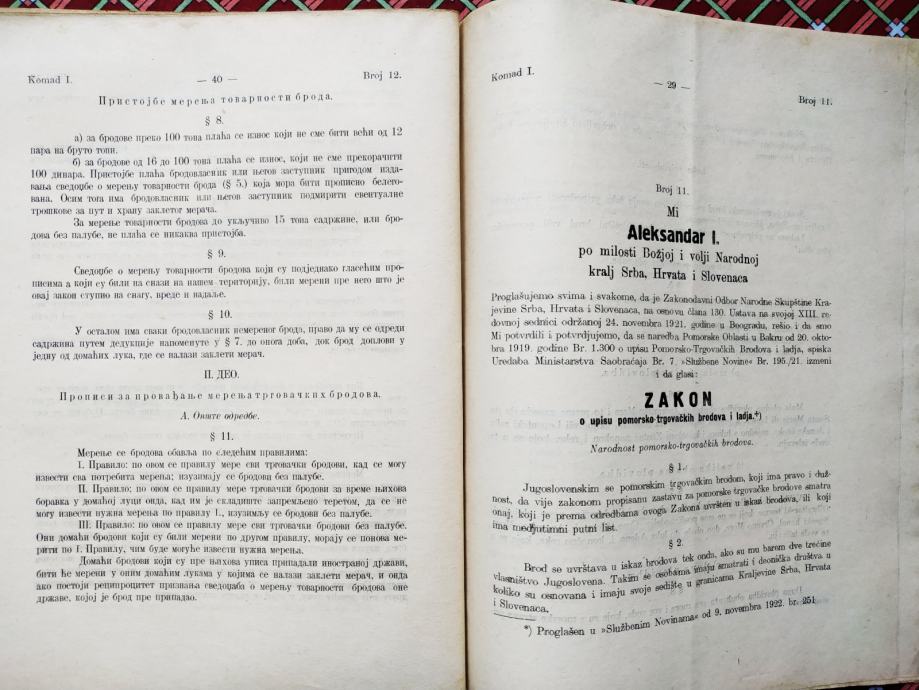 Komad I.
— 40 —
Broj 12.
Пристојбе мерења товарности брода.
§ 8.
а) за бродове преко 100 това плаћа се износ који не сме бити већи од 12
пара на бруто топи.
б) за бродове од 16 до 100 това плаћа се износ, који не сме прекорачити
100 динара. Пристојбе плаћа бродовласник или његов заступник пригодом изда-
вања сведоџбе о мерењу товарности брода (§ 5.) која мора бити прописно белего-
вана. Осим тога има бродовласник или његов заступник подмирити евентуалне
трошкове за пут и храну заклетог мерача.
За мерење товарности бродова до укључиво 15 това садржине, или бро-
дова без палубе, не плаћа се никаква пристојба.
§ 9.
Сведоџбе о мерењу товарности бродова који су подједнако гласећим про-
писима а који су били на снази на нашем територију, били мерени пре него што је
овај закон ступио на снагу, вреде и надаље.
§ 10.
У осталом има сваки бродовласник немереног брода, право да му се одреди
садржина путем дедукције напоменуте у § 7. до онога доба, док брод доплови у
једну од домаћих лука, где се налази заклети мерач.
II. ДЕО.
Прописи за провађање мерења трговачких бродова.
А. Опште одредбе.
§ 11.
Мерење се бродова обавља по следећим правилима:
I. Правило: по овом се правилу мере сви трговачки бродови, кад се могу
извести сва потребита мерења; изузимају се бродови без палубе.
II. Правило: по овом се правилу мере трговачки бродови за време њихова
боравка у домаћој луци онда, кад им је складиште запремљено теретом, да се не
могу извести нужна мерења по правилу I., изузимљу се бродови без палубе.
III. Правило: по овом се правилу мере сви трговачки бродови без палубе.
Они домаћи бродови који су били мерени по другом правилу, морају се понова ме-
рити по I. Правилу, чим буде могуће извести нужна мерења.
Домаћи бродови који су пре њихова уписа припадали иностраној држави,
бити ће мерени у оним домаћим лукама у којима се налази заклети мерач, и онда
ако постоји реципроцитет признања сведоџаба о мерењу товарности бродова оне
државе, којој је брод пре припадао.
Komad I.
— 29 —
Broj 11.
Broj 11.
Mi
Aleksandar I.
po milosti Božjoj i volji Narodnoj
kralj Srba, Hrvata i Slovenaca
Proglašujemo svima i svakome, da je Zakonodavni Odbor Narodne Skupštine Kra-
jevine Srba, Hrvata i Slovenaca, na osnovu člana 130. Ustava na svojoj XIII. re-
dovnoj sednici održanoj 24. novembra 1921. godine u Beogradu, rešio i da smo
Mi potvrdili i potvrdjujemo, da se naredba Pomorske Oblasti u Bakru od 20. okto-
bra 1919. godine Br. 1.300 o upisu Pomorsko-Trgovačkih Brodova i ladja, spiska
Uredaba Ministarstva Saobraćaja Br. 7. »Službene Novine« Br. 195./21. izmeni
i da glasi:
ZAKON
o upisu pomorsko-trgovačkih brodova i ladja.*)
Narodnost pomorsko-trgovačkih brodova.
§ 1.
Jugoslovenskim se pomorskim trgovačkim brodom, koji ima pravo i duž-
nost, da vije zakonom propisanu zastavu za pomorske trgovačke brodove smatra
onaj, koji je prema odredbama ovoga Zakona uvršten u iskaz brodova, ili koji
ima medjutimni putni list.
§ 2.
Brod se uvrštava u iskaz brodova tek onda, ako su mu barem dve trećine
vlasništvo Jugoslovena. Takim se osobama imaju smatrati i deonička društva u
koliko su osnovana i imaju svoje sedište u granicama Kraljevine Srba, Hrvata
i Slovenaca.
*) Proglašen u »Službenim Novinama« od 9. novembra 1922. br. 251